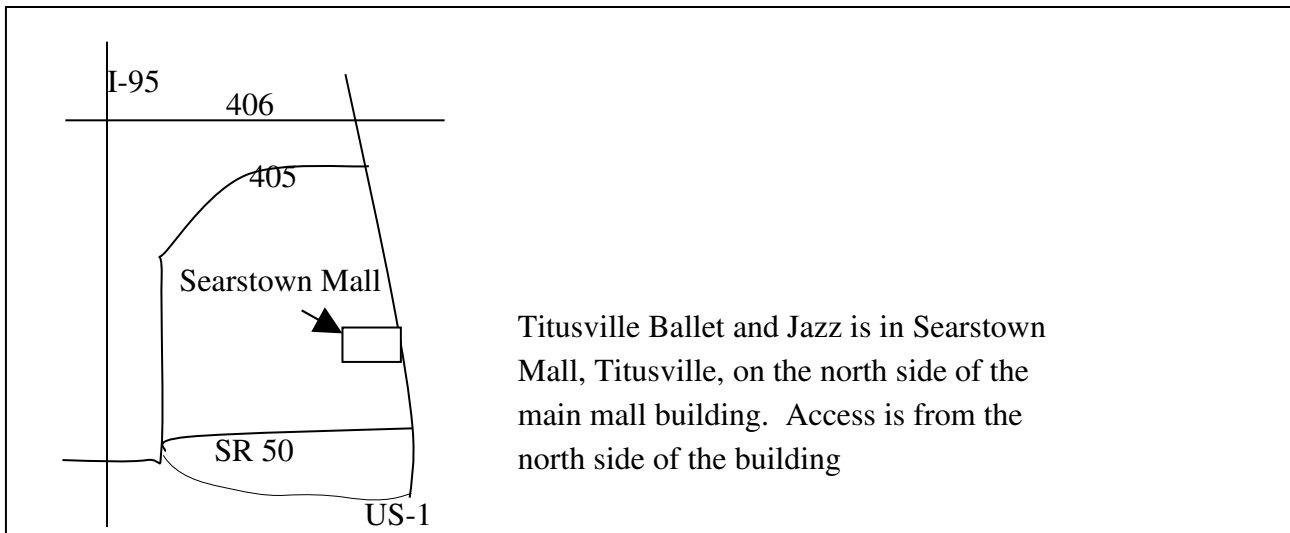 I-95
406
405
Searstown Mall
Titusville Ballet and Jazz is in Searstown
Mall, Titusville, on the north side of the
main mall building.  Access is from the
north side of the building
SR 50
US-1